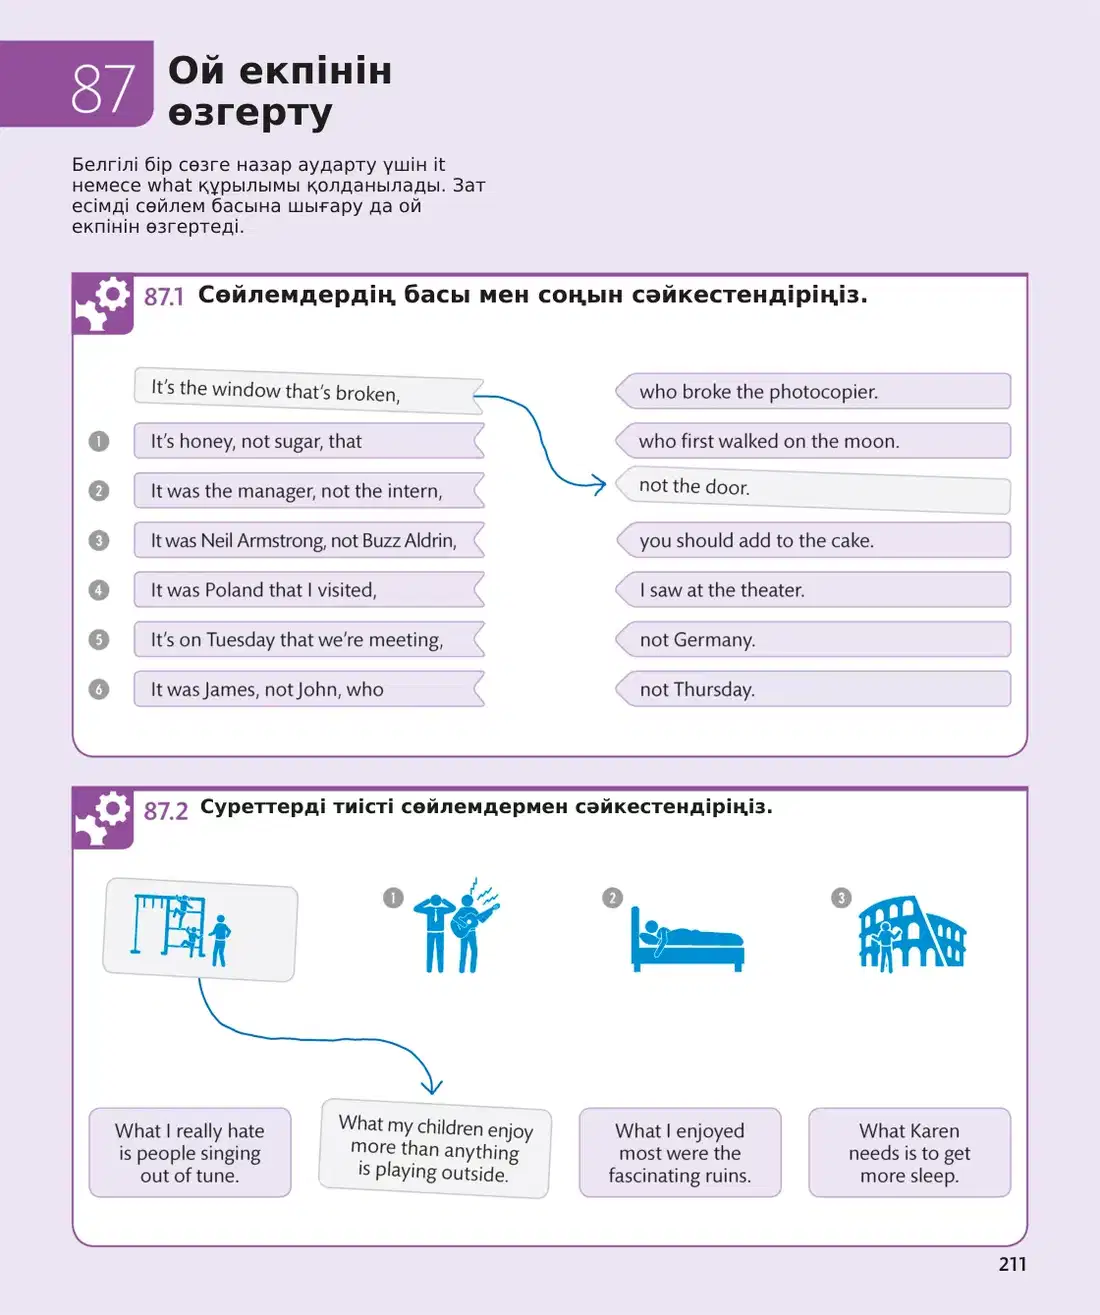 87
Ой екпінін
өзгерту
Белгілі бір сөзге назар аударту үшін it
немесе what құрылымы қолданылады. Зат
есімді сөйлем басына шығару да ой
екпінін өзгертеді.
87.1 Сөйлемдердің басы мен соңын сәйкестендіріңіз.
It's the window that's broken,
who broke the photocopier.
1 It's honey, not sugar, that
who first walked on the moon.
2 It was the manager, not the intern,
not the door.
3 It was Neil Armstrong, not Buzz Aldrin,
you should add to the cake.
4 It was Poland that I visited,
I saw at the theater.
5 It's on Tuesday that we're meeting,
not Germany.
6 It was James, not John, who
not Thursday.
87.2 Суреттерді тиісті сөйлемдермен сәйкестендіріңіз.
1
2
3
What I really hate
is people singing
out of tune.
What my children enjoy
more than anything
is playing outside.
What I enjoyed
most were the
fascinating ruins.
What Karen
needs is to get
more sleep.
211